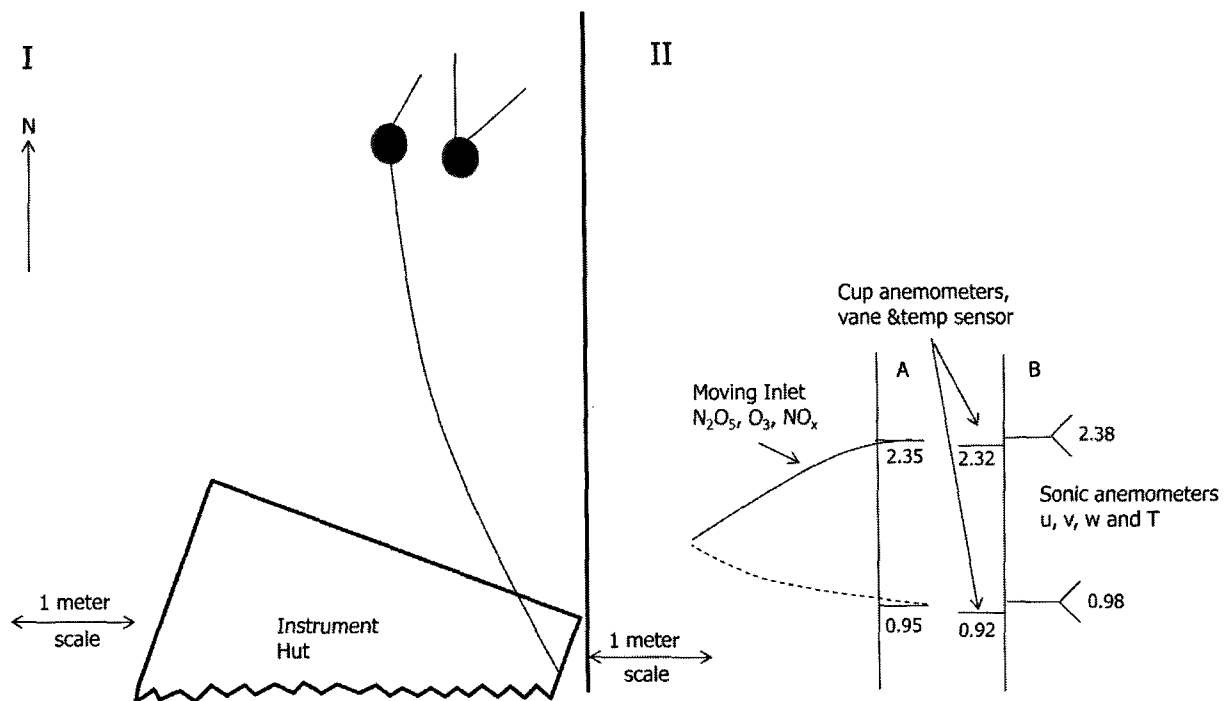 I
N
1 meter
scale
Instrument
Hut
II
Cup anemometers,
vane &temp sensor
A
B
Moving Inlet
N₂O₅, O₃, NOₓ
2.35
2.32
2.38
Sonic anemometers
u, v, w and T
0.95
0.92
0.98
1 meter
scale